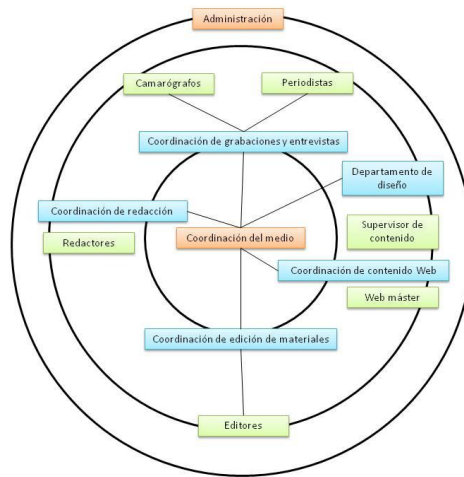 Administración
Camarógrafos
Periodistas
Coordinación de grabaciones y entrevistas
Departamento de
diseño
Coordinación de redacción
Supervisor de
contenido
Redactores
Coordinación del medio
Coordinación de contenido Web
Web máster
Coordinación de edición de materiales
Editores